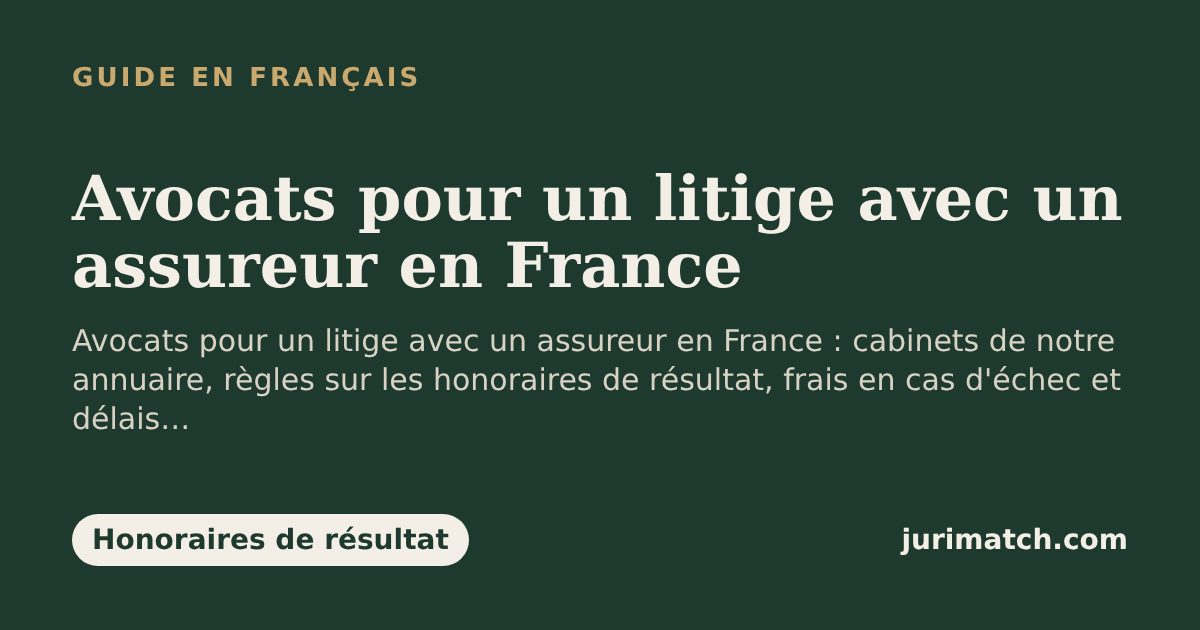 GUIDE EN FRANÇAIS
Avocats pour un litige avec un
assureur en France
Avocats pour un litige avec un assureur en France : cabinets de notre
annuaire, règles sur les honoraires de résultat, frais en cas d'échec et
délais…
Honoraires de résultat
jurimatch.com